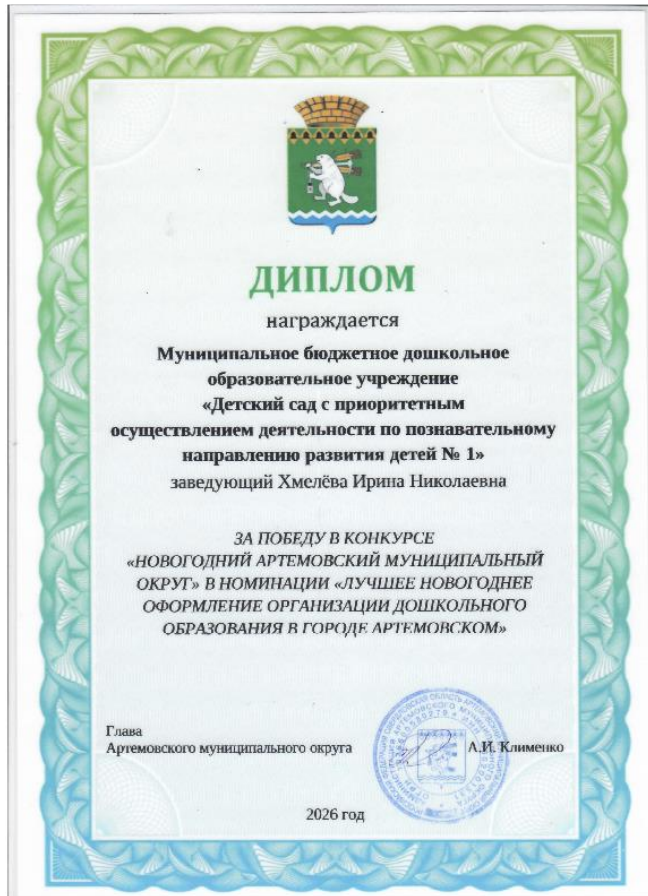 ДИПЛОМ
награждается
Муниципальное бюджетное дошкольное
образовательное учреждение
«Детский сад с приоритетным
осуществлением деятельности по познавательному
направлению развития детей № 1»
заведующий Хмелёва Ирина Николаевна
ЗА ПОБЕДУ В КОНКУРСЕ
«НОВОГОДНИЙ АРТЕМОВСКИЙ МУНИЦИПАЛЬНЫЙ
ОКРУГ» В НОМИНАЦИИ «ЛУЧШЕЕ НОВОГОДНЕЕ
ОФОРМЛЕНИЕ ОРГАНИЗАЦИИ ДОШКОЛЬНОГО
ОБРАЗОВАНИЯ В ГОРОДЕ АРТЕМОВСКОМ»
Глава
Артемовского муниципального округа
А.И. Клименко
2026 год